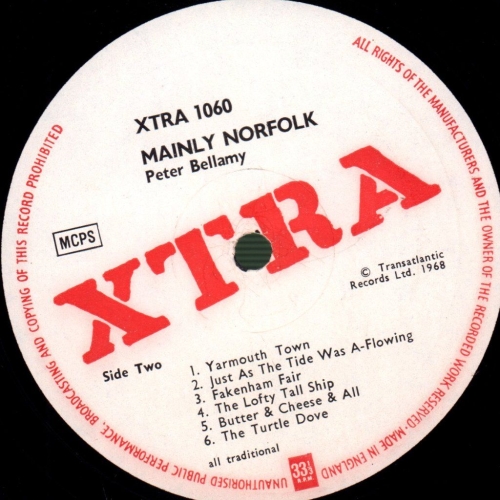 XTRA 1060
MAINLY NORFOLK
Peter Bellamy
MCPS
XTRA
© Transatlantic
Records Ltd. 1968
Side Two
1. Yarmouth Town
2. Just As The Tide Was A-Flowing
3. Fakenham Fair
4. The Lofty Tall Ship
5. Butter & Cheese & All
6. The Turtle Dove
all traditional
33⅓
R.P.M.
ALL RIGHTS OF THE MANUFACTURERS AND THE OWNER OF THE RECORDED WORK RESERVED-MADE IN ENGLAND
UNAUTHORISED PUBLIC PERFORMANCE, BROADCASTING AND COPYING OF THIS RECORD PROHIBITED